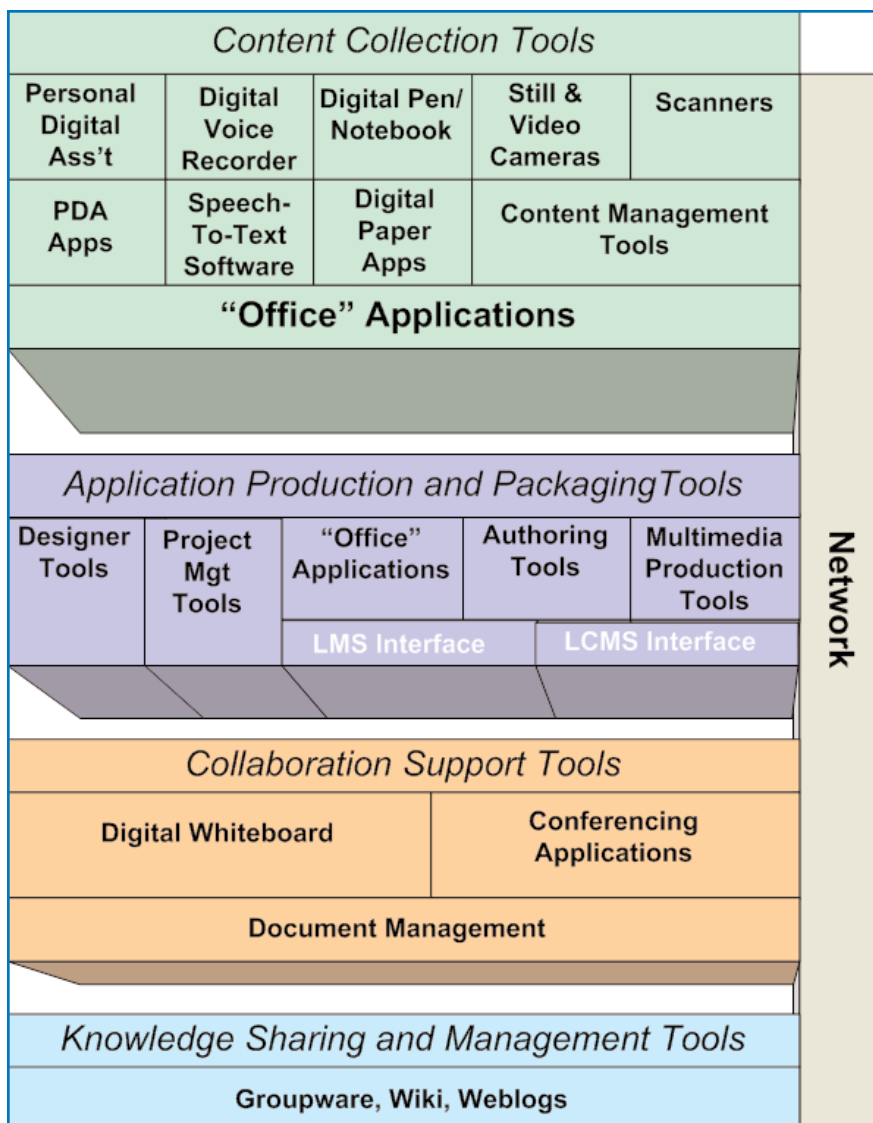 Content Collection Tools
Personal
Digital
Ass't
Digital
Voice
Recorder
Digital Pen/
Notebook
Still &
Video
Cameras
Scanners
PDA
Apps
Speech-
To-Text
Software
Digital
Paper
Apps
Content Management
Tools
“Office” Applications
Application Production and PackagingTools
Designer
Tools
Project
Mgt
Tools
“Office”
Applications
Authoring
Tools
Multimedia
Production
Tools
LMS Interface
LCMS Interface
Collaboration Support Tools
Digital Whiteboard
Conferencing
Applications
Document Management
Knowledge Sharing and Management Tools
Groupware, Wiki, Weblogs
Network